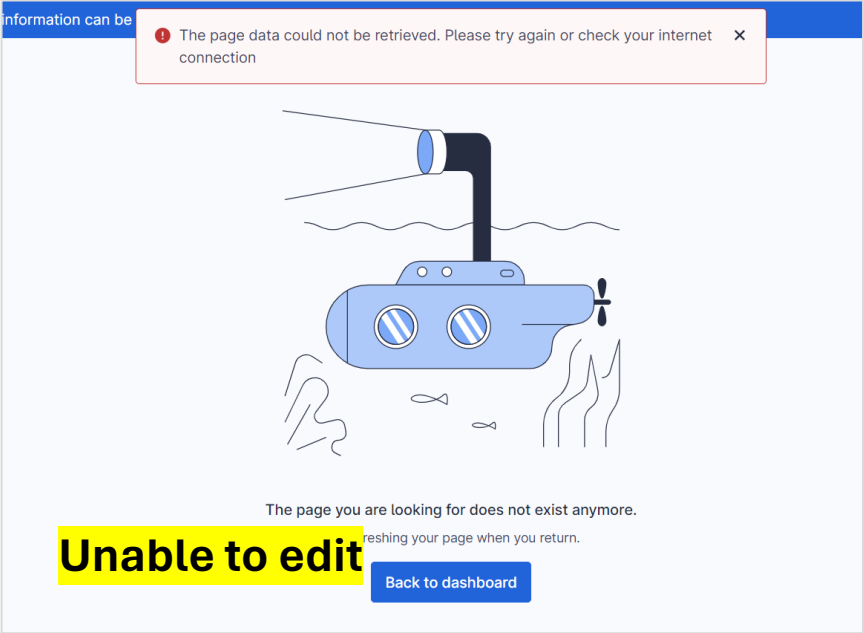 information can be
The page data could not be retrieved. Please try again or check your internet
connection
The page you are looking for does not exist anymore.
reshing your page when you return.
Unable to edit
Back to dashboard